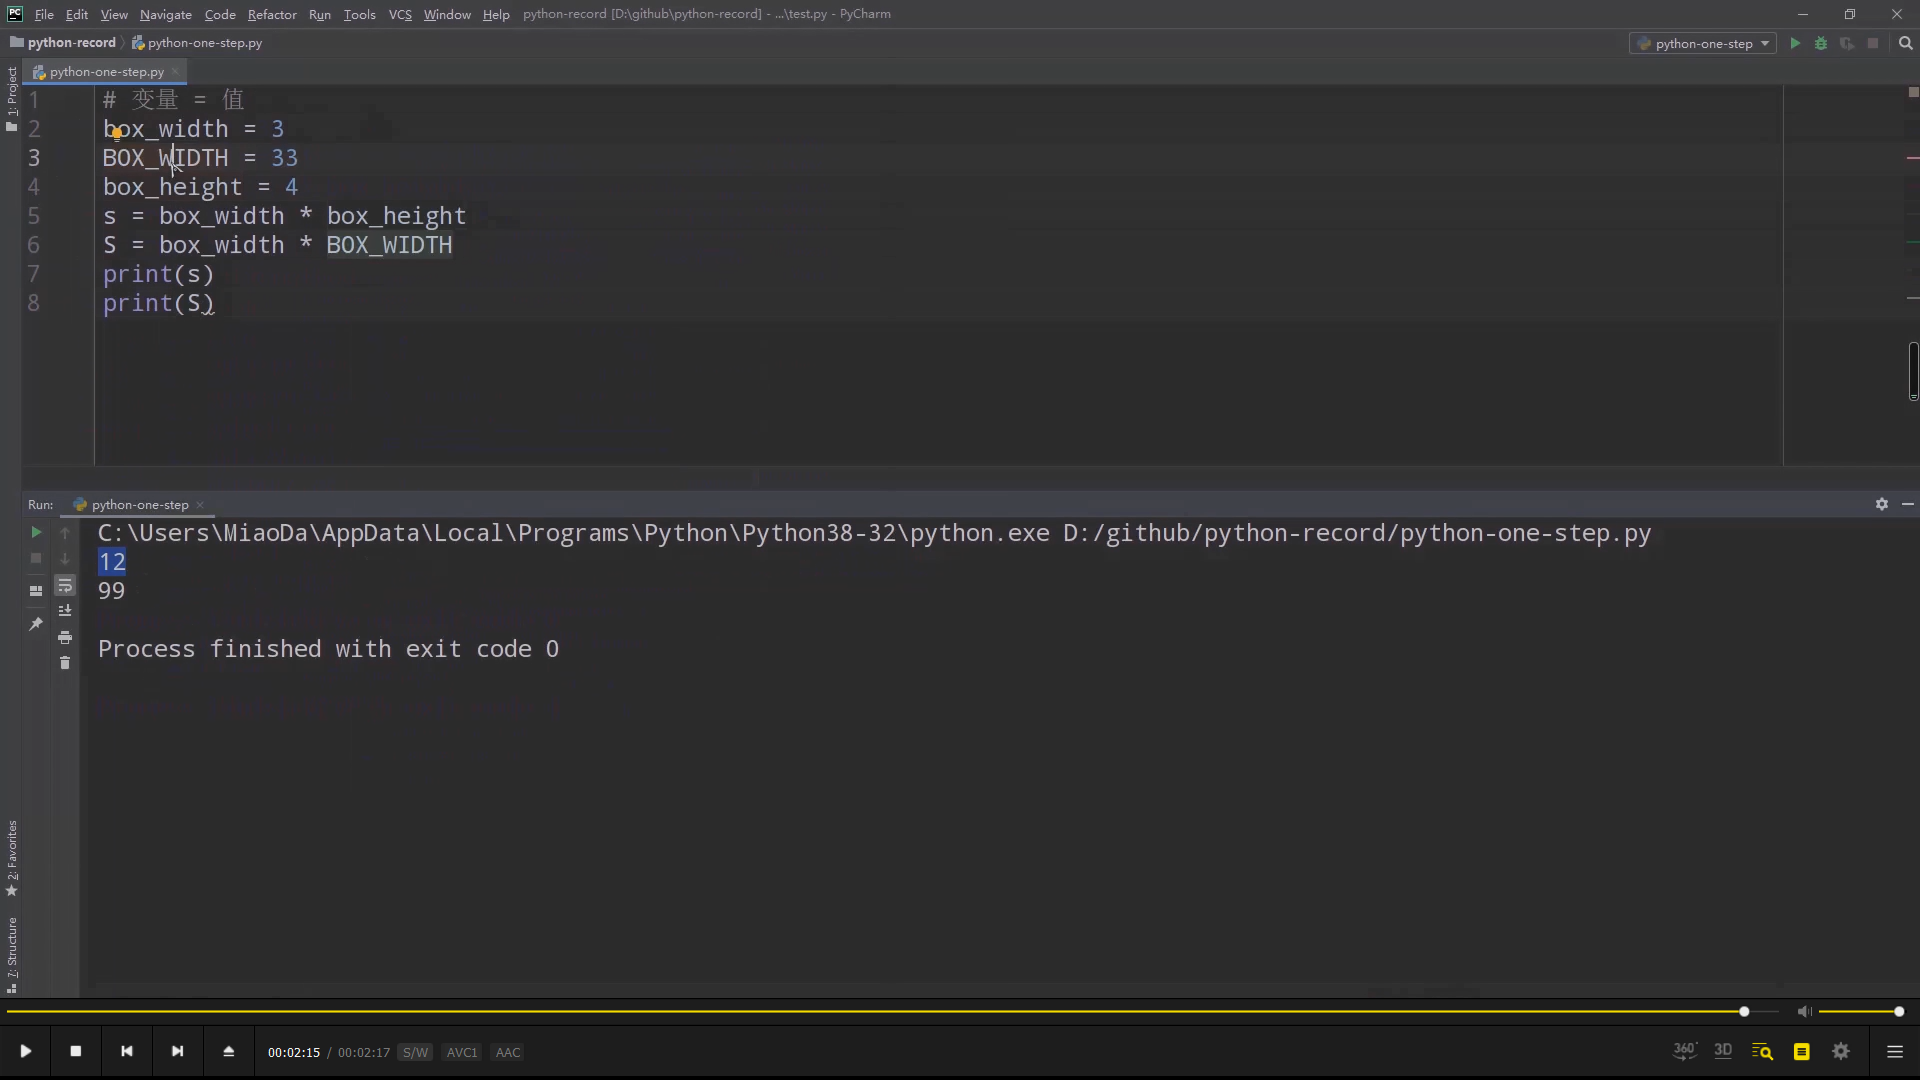 PC File Edit View Navigate Code Refactor Run Tools VCS Window Help python-record [D:\github\python-record] - ...\test.py - PyCharm
python-record python-one-step.py python-one-step
1: Project
python-one-step.py
1 # 变量 = 值
2 box_width = 3
3 BOX_WIDTH = 33
4 box_height = 4
5 s = box_width * box_height
6 S = box_width * BOX_WIDTH
7 print(s)
8 print(S)
Run: python-one-step
C:\Users\MiaoDa\AppData\Local\Programs\Python\Python38-32\python.exe D:/github/python-record/python-one-step.py
12
99
Process finished with exit code 0
2: Favorites
7: Structure
00:02:15 / 00:02:17 S/W AVC1 AAC 360° 3D